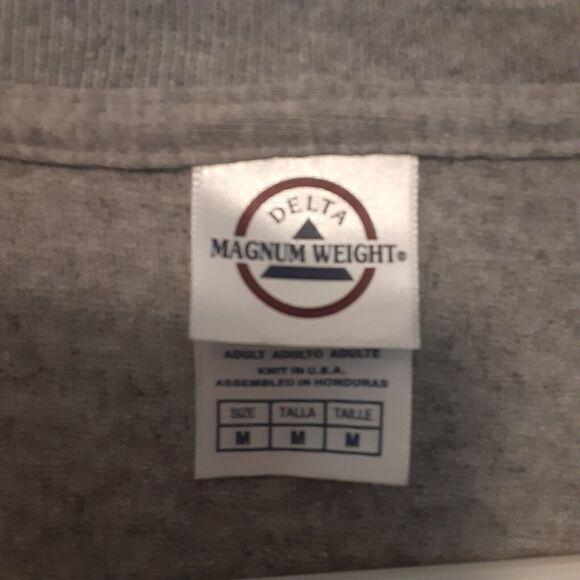 DELTA
MAGNUM WEIGHT®
ADULT ADULTO ADULTE
KNIT IN U.S.A.
ASSEMBLED IN HONDURAS
SIZE TALLA TAILLE
M M M